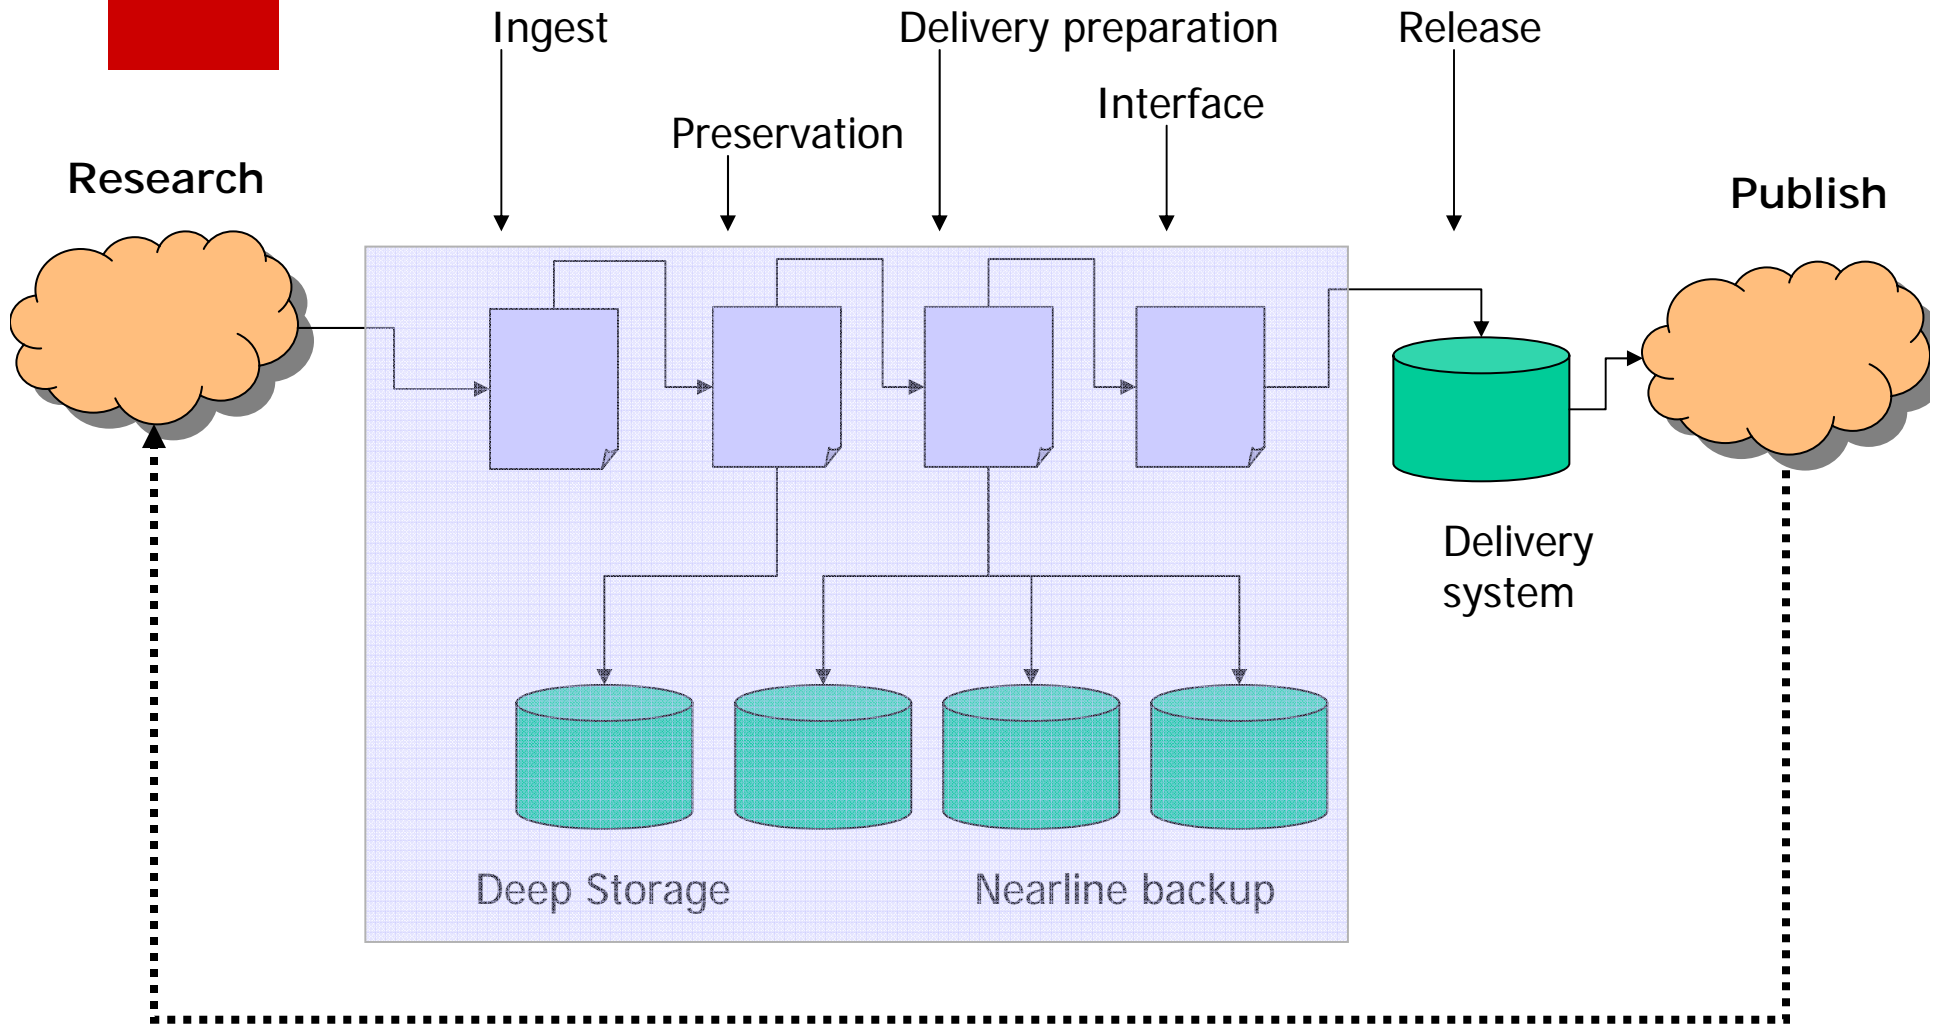 Ingest
Delivery preparation
Release
Interface
Preservation
Research
Publish
Delivery
system
Deep Storage
Nearline backup